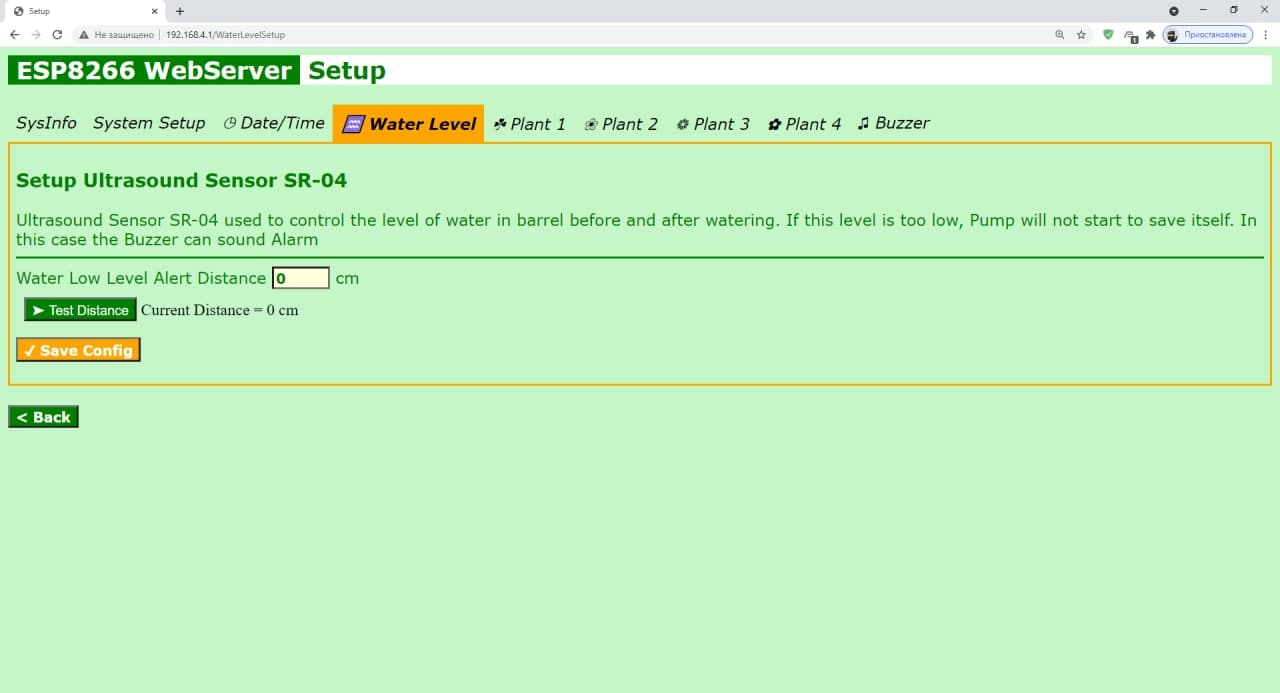 Setup
Не защищено 192.168.4.1/WaterLevelSetup Приостановлена
ESP8266 WebServer Setup
SysInfo System Setup Date/Time Water Level Plant 1 Plant 2 Plant 3 Plant 4 Buzzer
Setup Ultrasound Sensor SR-04
Ultrasound Sensor SR-04 used to control the level of water in barrel before and after watering. If this level is too low, Pump will not start to save itself. In
this case the Buzzer can sound Alarm
Water Low Level Alert Distance 0 cm
➤ Test Distance Current Distance = 0 cm
✓ Save Config
< Back